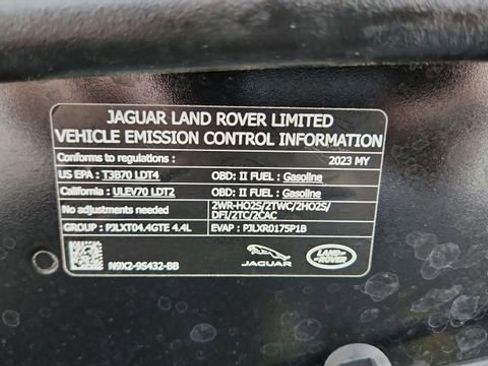 JAGUAR LAND ROVER LIMITED
VEHICLE EMISSION CONTROL INFORMATION
Conforms to regulations: 2023 MY
US EPA : T3B70 LDT4 OBD: II FUEL : Gasoline
California : ULEV70 LDT2 OBD: II FUEL : Gasoline
No adjustments needed 2WR-HO2S/2TWC/2HO2S/
DFI/2TC/2CAC
GROUP : PJLXT04.4GTE 4.4L EVAP : PJLXR0175P1B
N9X2-9S432-BB
JAGUAR
LAND-
ROVER